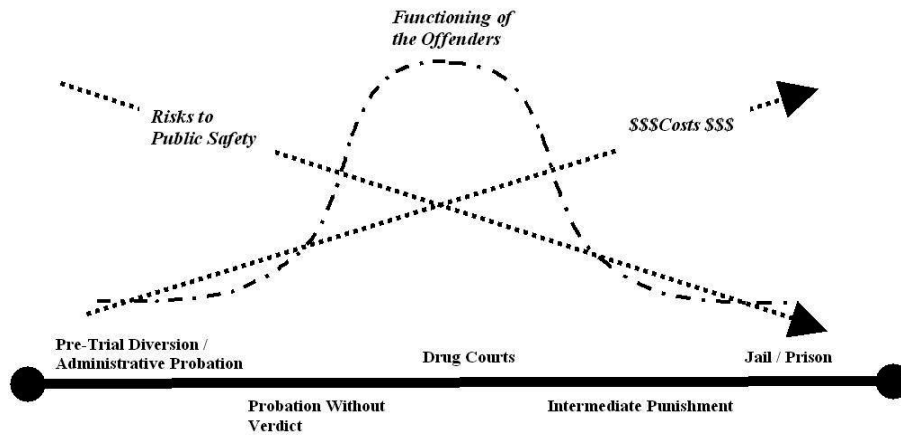 Functioning of
the Offenders
Risks to
Public Safety
$$$Costs $$$
Pre-Trial Diversion /
Administrative Probation
Drug Courts
Jail / Prison
Probation Without
Verdict
Intermediate Punishment